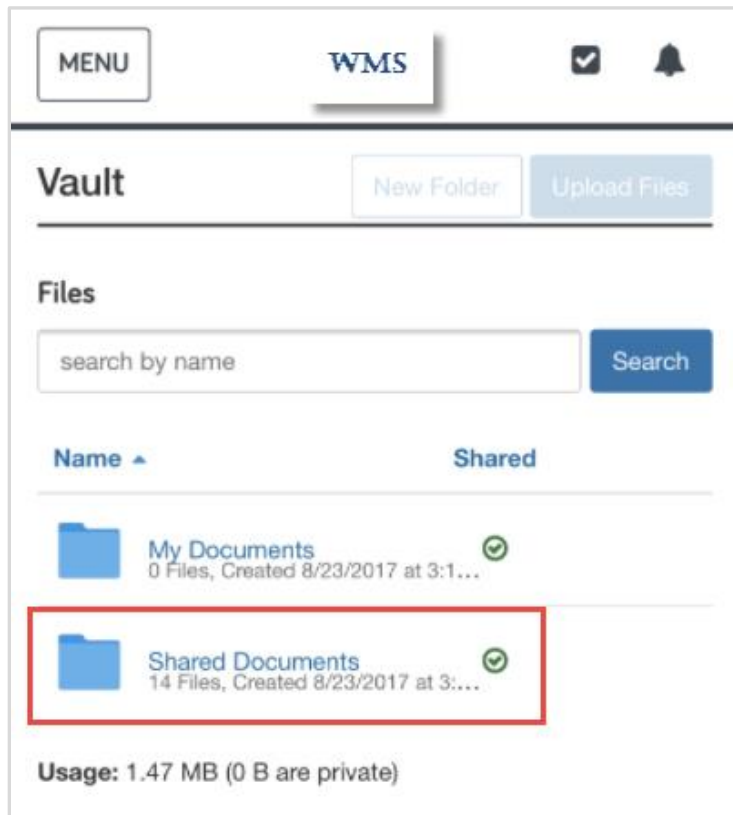 MENU WMS
Vault New Folder Upload Files
Files
search by name Search
Name Shared
My Documents
0 Files, Created 8/23/2017 at 3:1...
Shared Documents
14 Files, Created 8/23/2017 at 3:...
Usage: 1.47 MB (0 B are private)